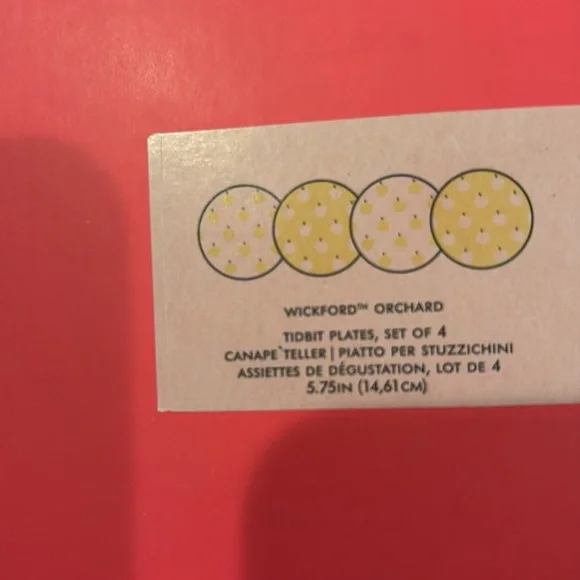 WICKFORD™ ORCHARD
TIDBIT PLATES, SET OF 4
CANAPE`TELLER | PIATTO PER STUZZICHINI
ASSIETTES DE DÉGUSTATION, LOT DE 4
5.75IN (14,61CM)